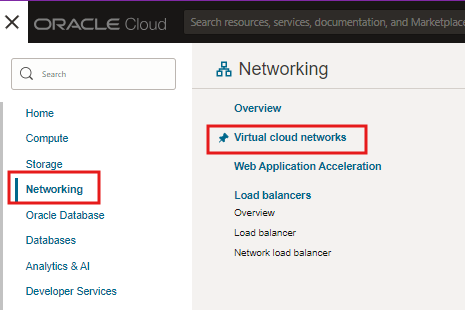 ORACLE Cloud
Search resources, services, documentation, and Marketplac
Search
Home
Compute
Storage
Networking
Oracle Database
Databases
Analytics & AI
Developer Services
Networking
Overview
Virtual cloud networks
Web Application Acceleration
Load balancers
Overview
Load balancer
Network load balancer